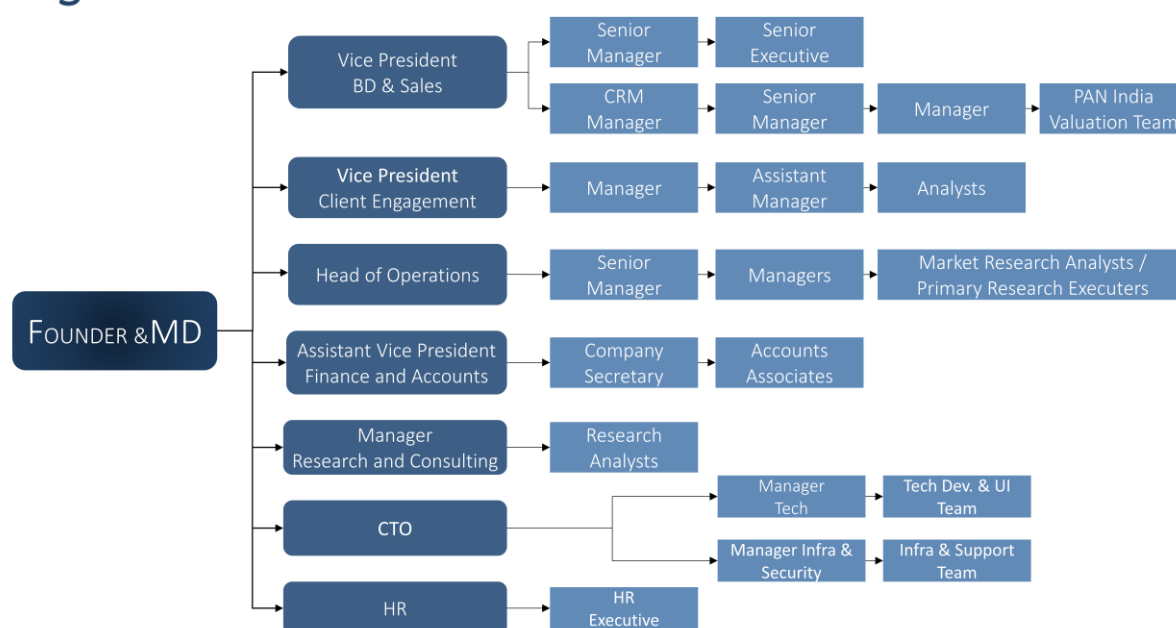 g
Vice President
BD & Sales
Senior
Manager
Senior
Executive
CRM
Manager
Senior
Manager
Manager
PAN India
Valuation Team
Vice President
Client Engagement
Manager
Assistant
Manager
Analysts
Head of Operations
Senior
Manager
Managers
Market Research Analysts /
Primary Research Executers
FOUNDER &MD
Assistant Vice President
Finance and Accounts
Company
Secretary
Accounts
Associates
Manager
Research and Consulting
Research
Analysts
CTO
Manager
Tech
Tech Dev. & UI
Team
Manager Infra &
Security
Infra & Support
Team
HR
HR
Executive